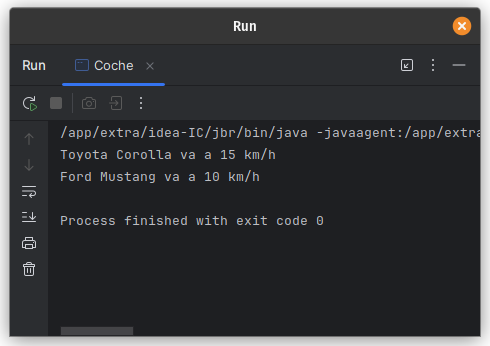 Run
Run
Coche
/app/extra/idea-IC/jbr/bin/java -javaagent:/app/extra
Toyota Corolla va a 15 km/h
Ford Mustang va a 10 km/h
Process finished with exit code 0